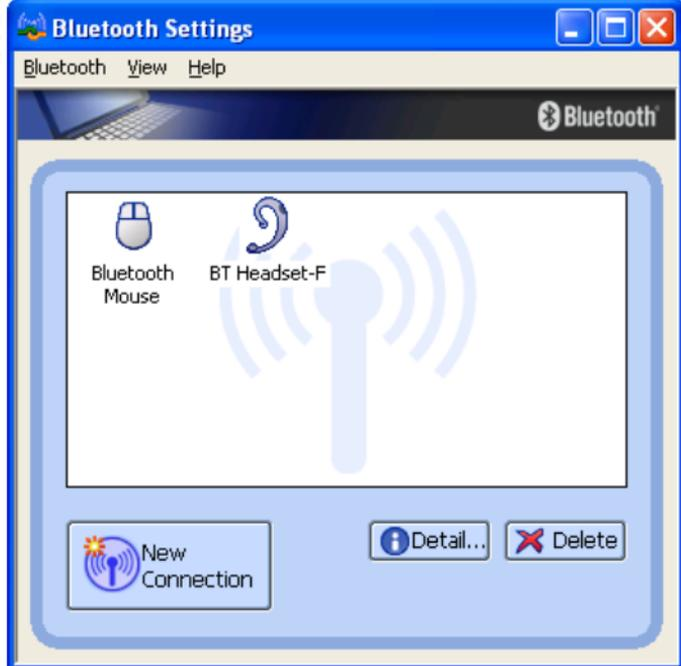 Bluetooth Settings
Bluetooth View Help
Bluetooth®
Bluetooth
Mouse
BT Headset-F
New
Connection
Detail...
Delete